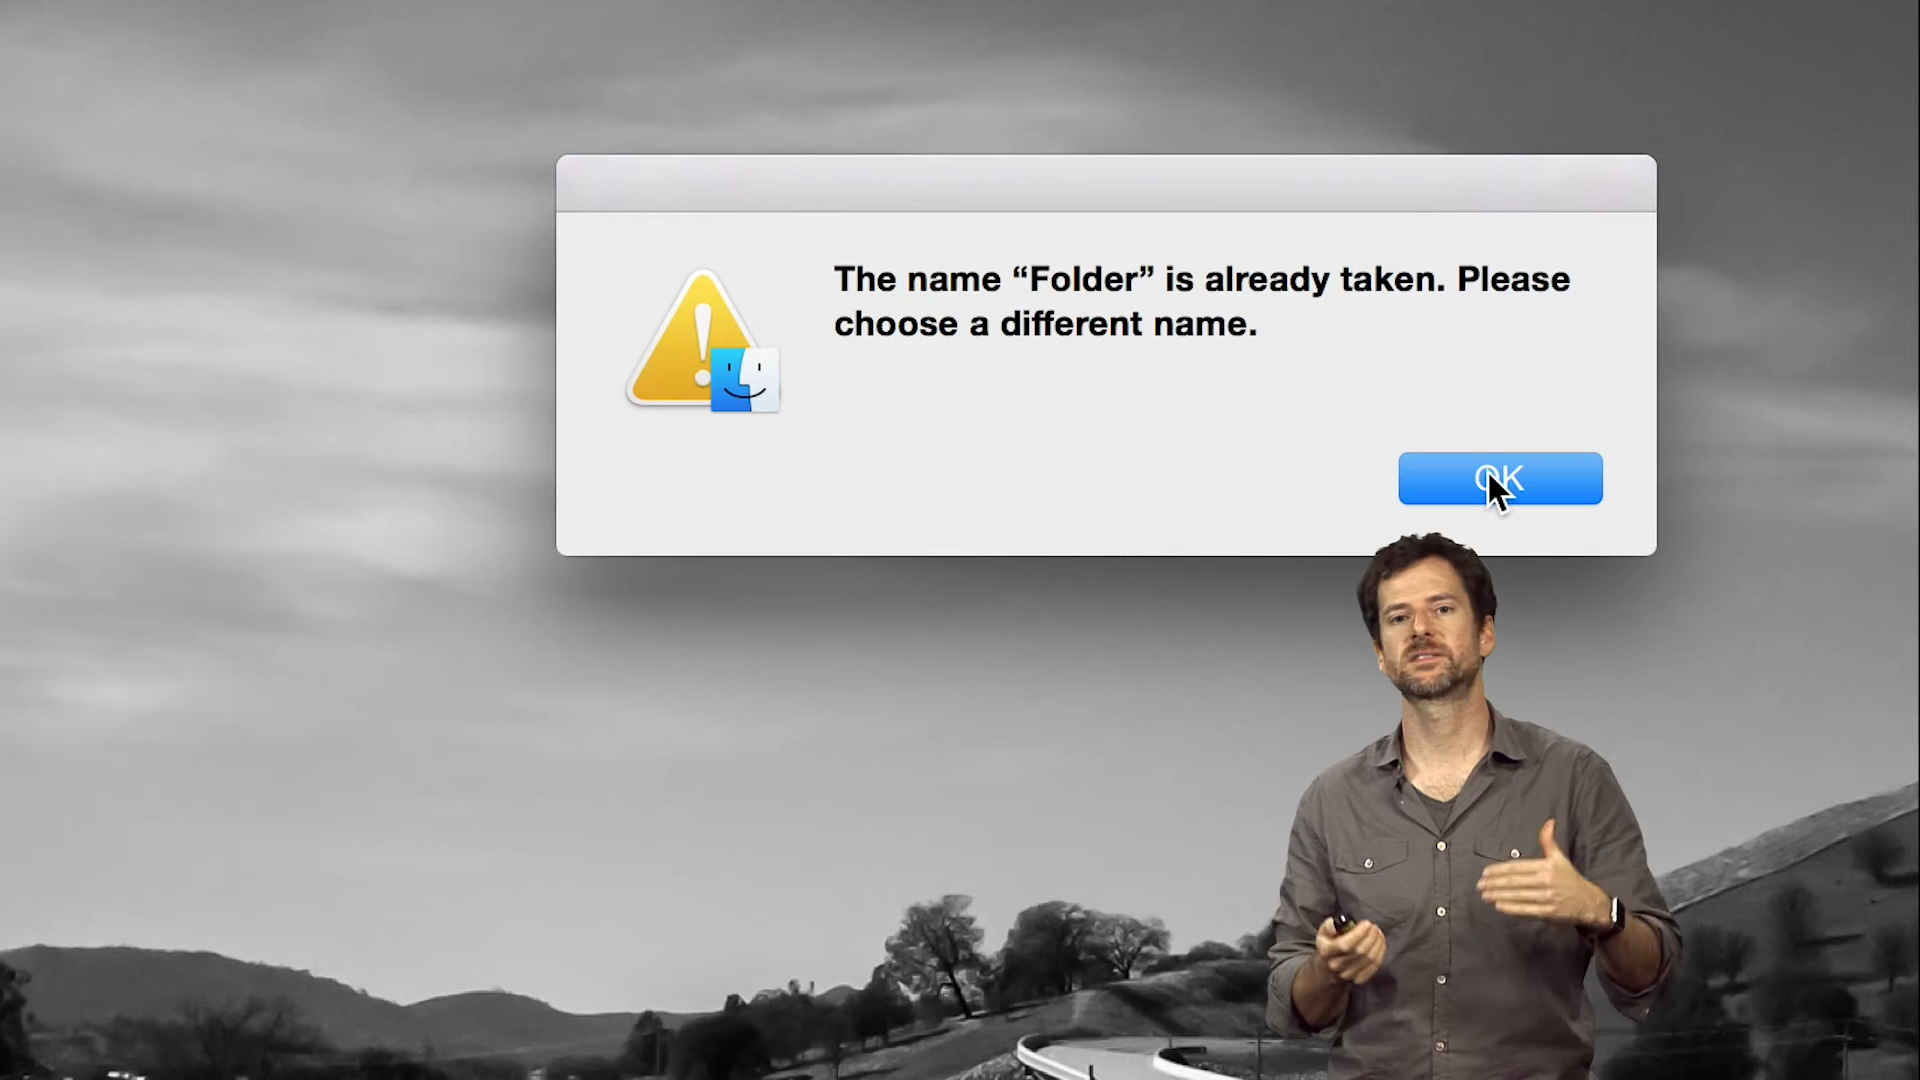 The name “Folder” is already taken. Please
choose a different name.
OK